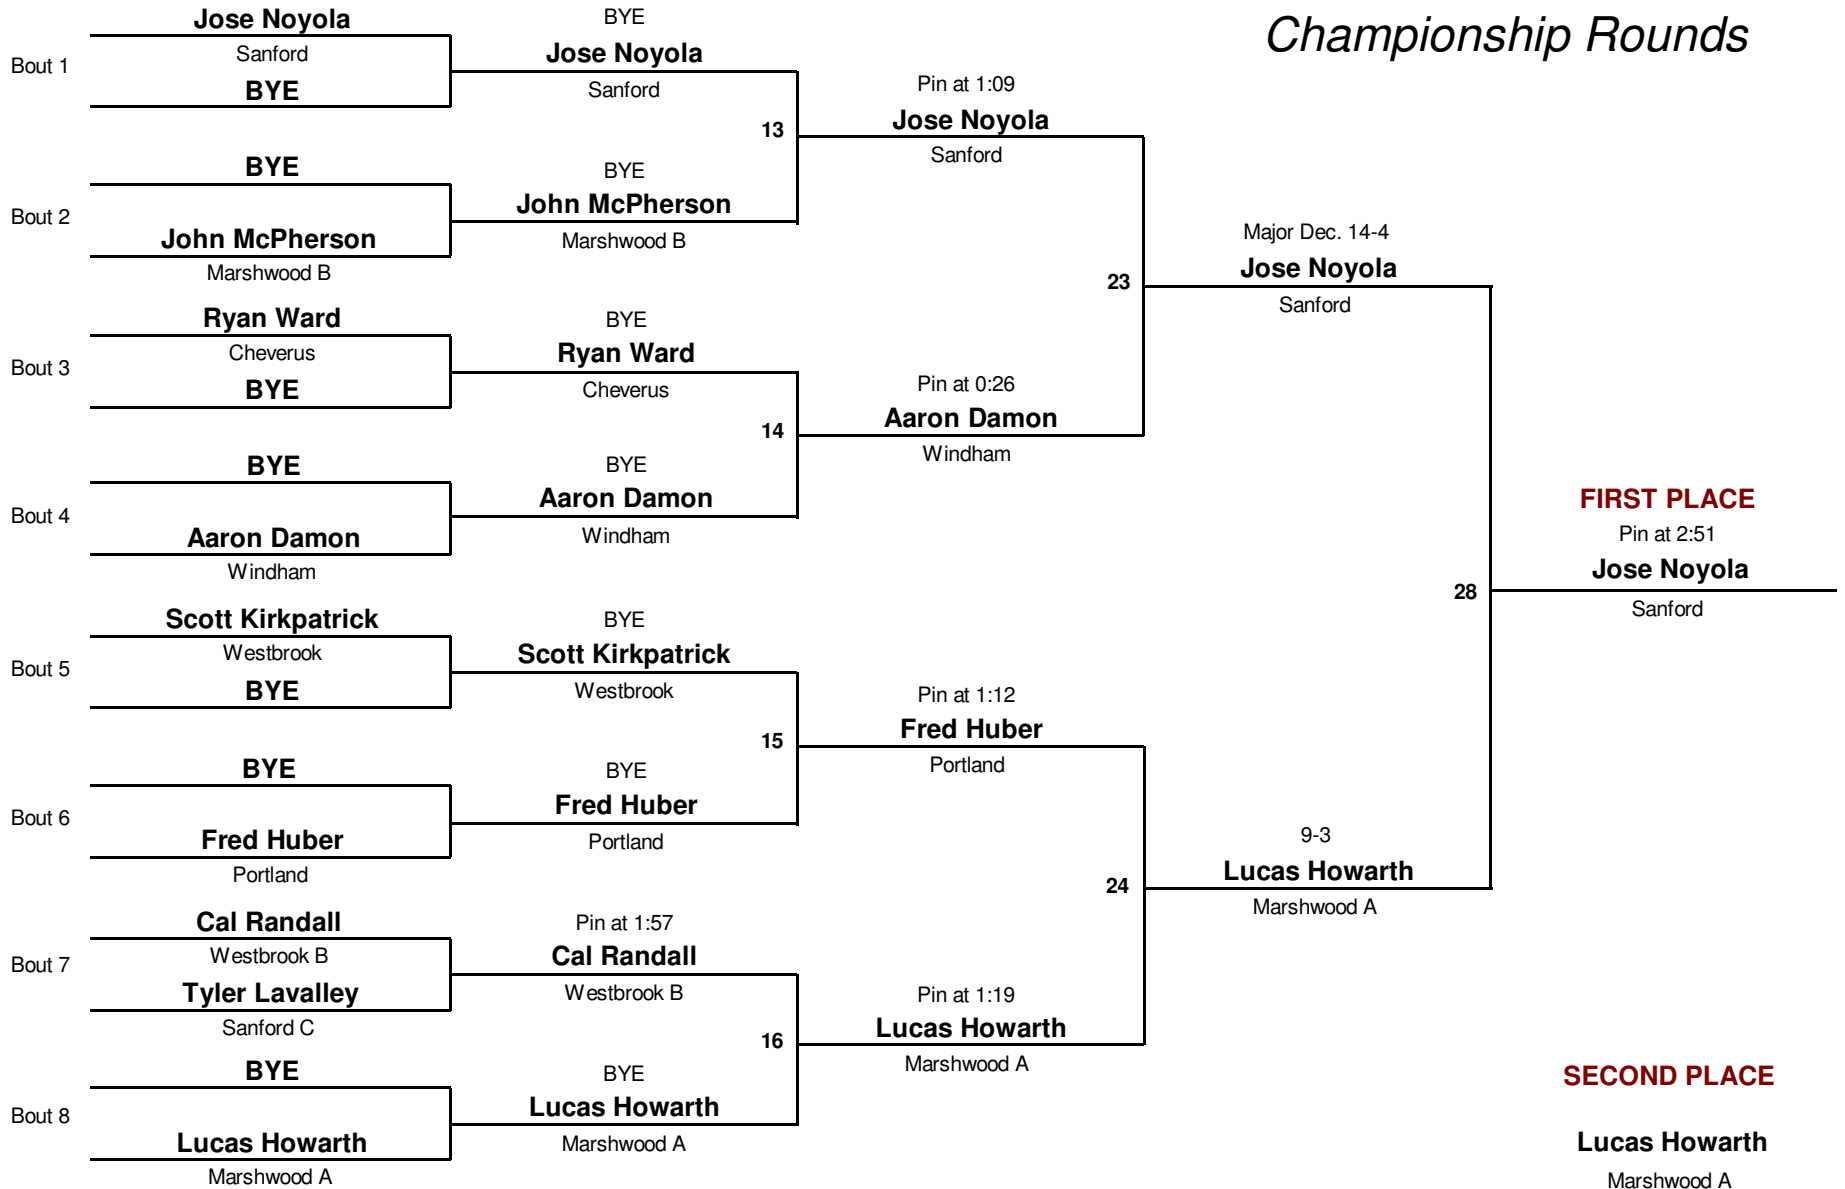 Championship Rounds
Bout 1
Jose Noyola
Sanford
BYE
Bout 2
BYE
John McPherson
Marshwood B
Bout 3
Ryan Ward
Cheverus
BYE
Bout 4
BYE
Aaron Damon
Windham
Bout 5
Scott Kirkpatrick
Westbrook
BYE
Bout 6
BYE
Fred Huber
Portland
Bout 7
Cal Randall
Westbrook B
Tyler Lavalley
Sanford C
Bout 8
BYE
Lucas Howarth
Marshwood A
BYE
Jose Noyola
Sanford
13
BYE
John McPherson
Marshwood B
BYE
Ryan Ward
Cheverus
14
BYE
Aaron Damon
Windham
BYE
Scott Kirkpatrick
Westbrook
15
BYE
Fred Huber
Portland
Pin at 1:57
Cal Randall
Westbrook B
16
BYE
Lucas Howarth
Marshwood A
Pin at 1:09
Jose Noyola
Sanford
23
Pin at 0:26
Aaron Damon
Windham
Pin at 1:12
Fred Huber
Portland
24
Pin at 1:19
Lucas Howarth
Marshwood A
Major Dec. 14-4
Jose Noyola
Sanford
28
9-3
Lucas Howarth
Marshwood A
FIRST PLACE
Pin at 2:51
Jose Noyola
Sanford
SECOND PLACE
Lucas Howarth
Marshwood A